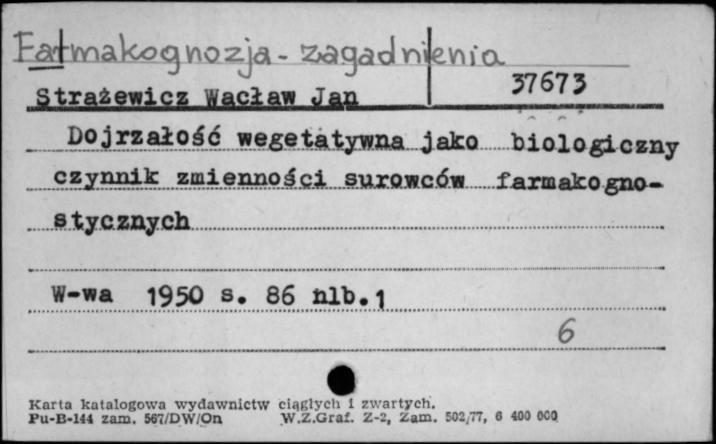 Farmakognozja - zagadnienia
37673
Strażewicz Wacław Jan
Dojrzałość wegetatywna jako biologiczny
czynnik zmienności surowców farmakogno-
stycznych
W-wa 1950 s. 86 nlb.1
6
Karta katalogowa wydawnictw ciągłych i zwartych.
Pu-B-144 zam. 567/DW/On W.Z.Graf. Z-2, Zam. 502/77, 6 400 000